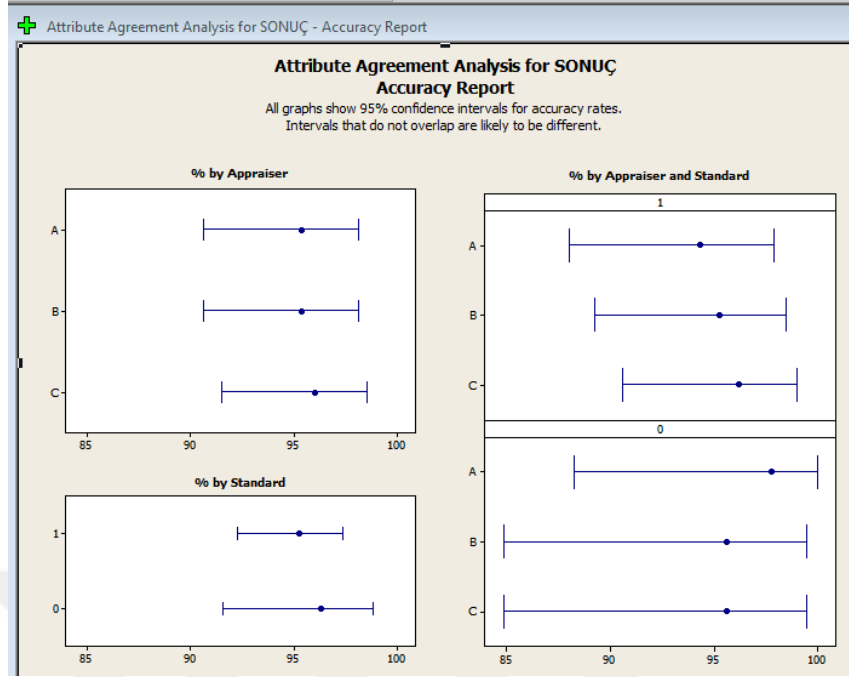 Attribute Agreement Analysis for SONUÇ - Accuracy Report
Attribute Agreement Analysis for SONUÇ
Accuracy Report
All graphs show 95% confidence intervals for accuracy rates.
Intervals that do not overlap are likely to be different.
% by Appraiser
A
B
C
85 90 95 100
% by Standard
1
0
85 90 95 100
% by Appraiser and Standard
1
A
B
C
0
A
B
C
85 90 95 100